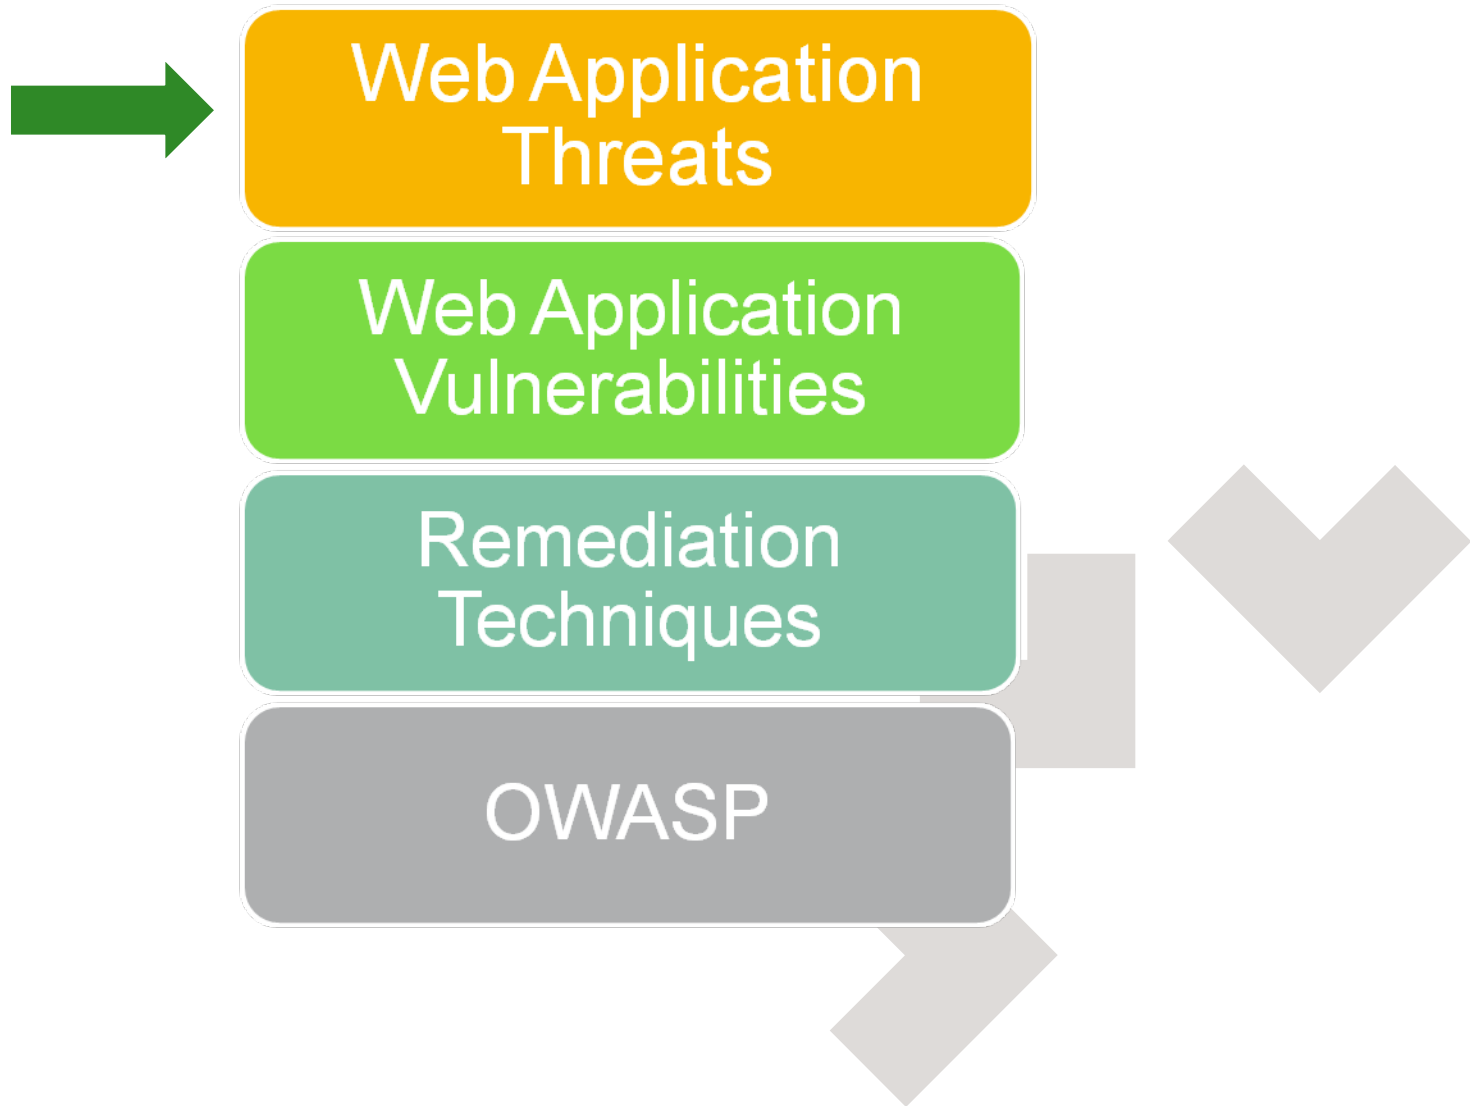 Web Application
Threats
Web Application
Vulnerabilities
Remediation
Techniques
OWASP